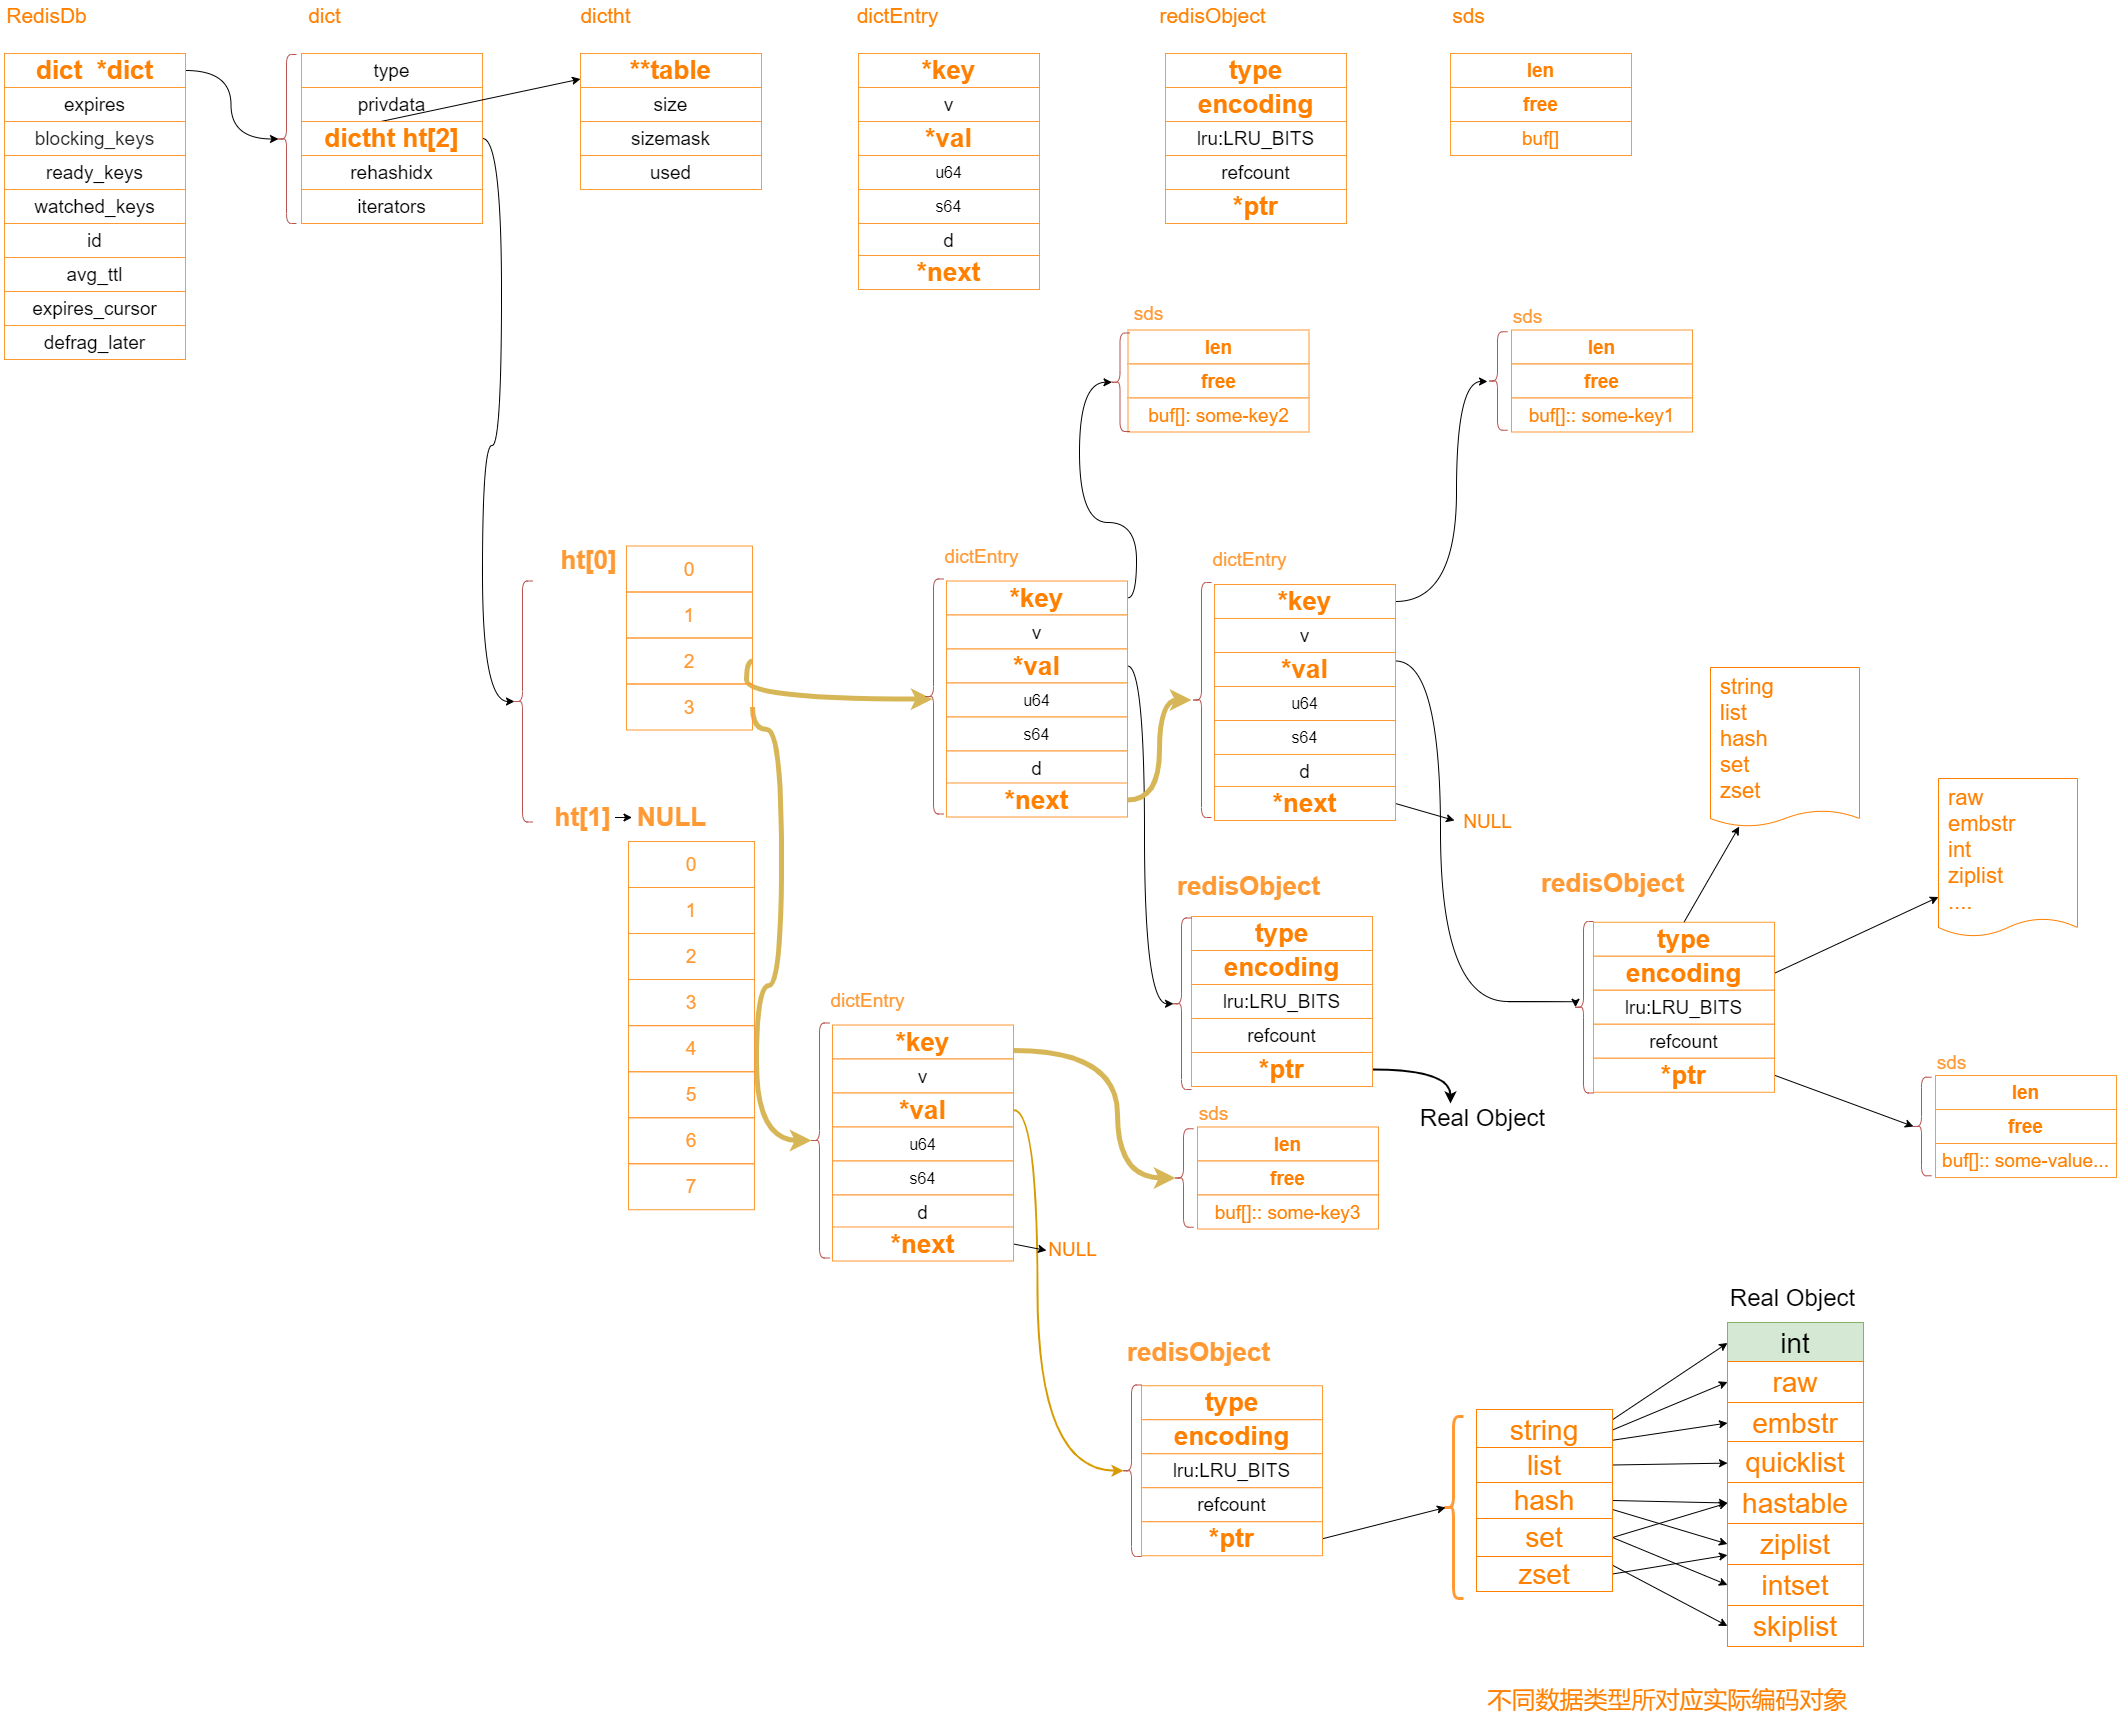 RedisDb
dict *dict
expires
blocking_keys
ready_keys
watched_keys
id
avg_ttl
expires_cursor
defrag_later
dict
type
privdata
dictht ht[2]
rehashidx
iterators
dictht
**table
size
sizemask
used
dictEntry
*key
v
*val
u64
s64
d
*next
redisObject
type
encoding
lru:LRU_BITS
refcount
*ptr
sds
len
free
buf[]
sds
len
free
buf[]: some-key2
sds
len
free
buf[]:: some-key1
ht[0]
0
1
2
3
ht[1]
NULL
0
1
2
3
4
5
6
7
dictEntry
*key
v
*val
u64
s64
d
*next
dictEntry
*key
v
*val
u64
s64
d
*next
NULL
string
list
hash
set
zset
raw
embstr
int
ziplist
....
redisObject
type
encoding
lru:LRU_BITS
refcount
*ptr
Real Object
redisObject
type
encoding
lru:LRU_BITS
refcount
*ptr
sds
len
free
buf[]:: some-value...
dictEntry
*key
v
*val
u64
s64
d
*next
NULL
sds
len
free
buf[]:: some-key3
redisObject
type
encoding
lru:LRU_BITS
refcount
*ptr
string
list
hash
set
zset
Real Object
int
raw
embstr
quicklist
hastable
ziplist
intset
skiplist
不同数据类型所对应实际编码对象